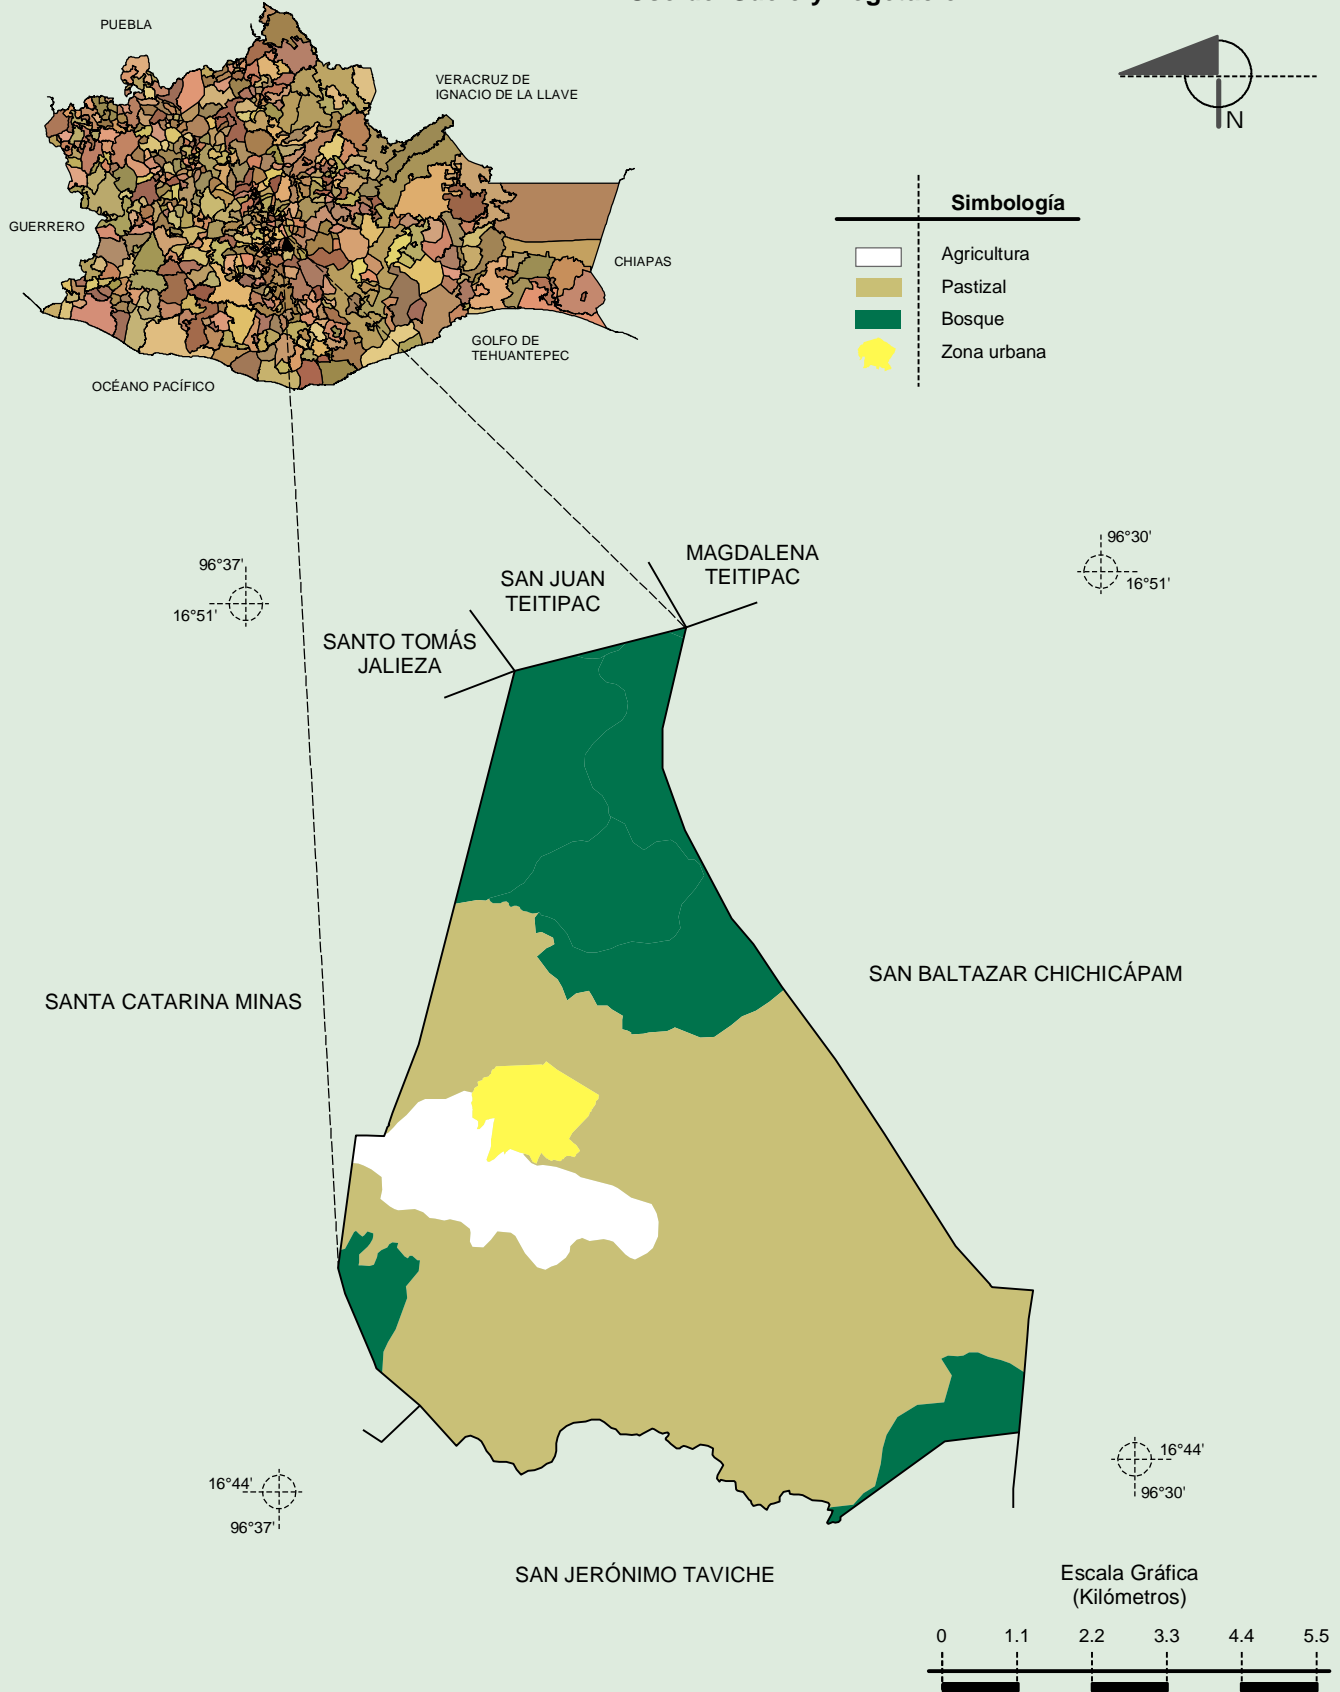 PUEBLA
VERACRUZ DE
IGNACIO DE LA LLAVE
N
GUERRERO
CHIAPAS
GOLFO DE
TEHUANTEPEC
OCÉANO PACÍFICO
Simbología
Agricultura
Pastizal
Bosque
Zona urbana
96°37'
16°51'
96°30'
16°51'
MAGDALENA
TEITIPAC
SAN JUAN
TEITIPAC
SANTO TOMÁS
JALIEZA
SANTA CATARINA MINAS
SAN BALTAZAR CHICHICÁPAM
16°44'
96°37'
16°44'
96°30'
SAN JERÓNIMO TAVICHE
Escala Gráfica
(Kilómetros)
0 1.1 2.2 3.3 4.4 5.5